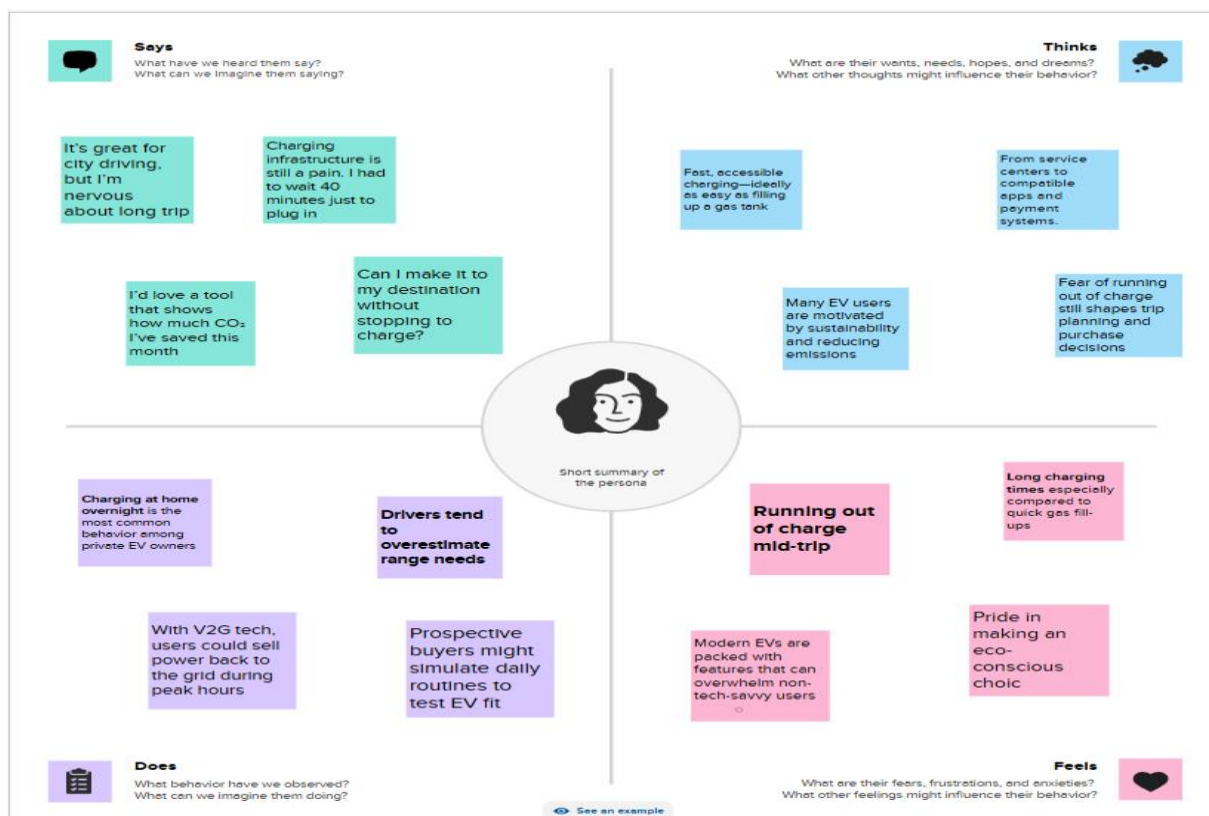 Says
What have we heard them say?
What can we imagine them saying?
It's great for
city driving,
but I'm
nervous
about long trip
Charging
infrastructure is
still a pain. I had
to wait 40
minutes just to
plug in
I'd love a tool
that shows
how much CO₂
I've saved this
month
Can I make it to
my destination
without
stopping to
charge?
Thinks
What are their wants, needs, hopes, and dreams?
What other thoughts might influence their behavior?
Fast, accessible
charging—ideally
as easy as filling
up a gas tank
From service
centers to
compatible
apps and
payment
systems.
Many EV users
are motivated
by sustainability
and reducing
emissions
Fear of running
out of charge
still shapes trip
planning and
purchase
decisions
Short summary of
the persona
Charging at home
overnight is the
most common
behavior among
private EV owners
Drivers tend
to
overestimate
range needs
With V2G tech,
users could sell
power back to
the grid during
peak hours
Prospective
buyers might
simulate daily
routines to
test EV fit
Does
What behavior have we observed?
What can we imagine them doing?
Running out
of charge
mid-trip
Long charging
times especially
compared to
quick gas fill-
ups
Modern EVs are
packed with
features that can
overwhelm non-
tech-savvy users
Pride in
making an
eco-
conscious
choic
Feels
What are their fears, frustrations, and anxieties?
What other feelings might influence their behavior?
See an example